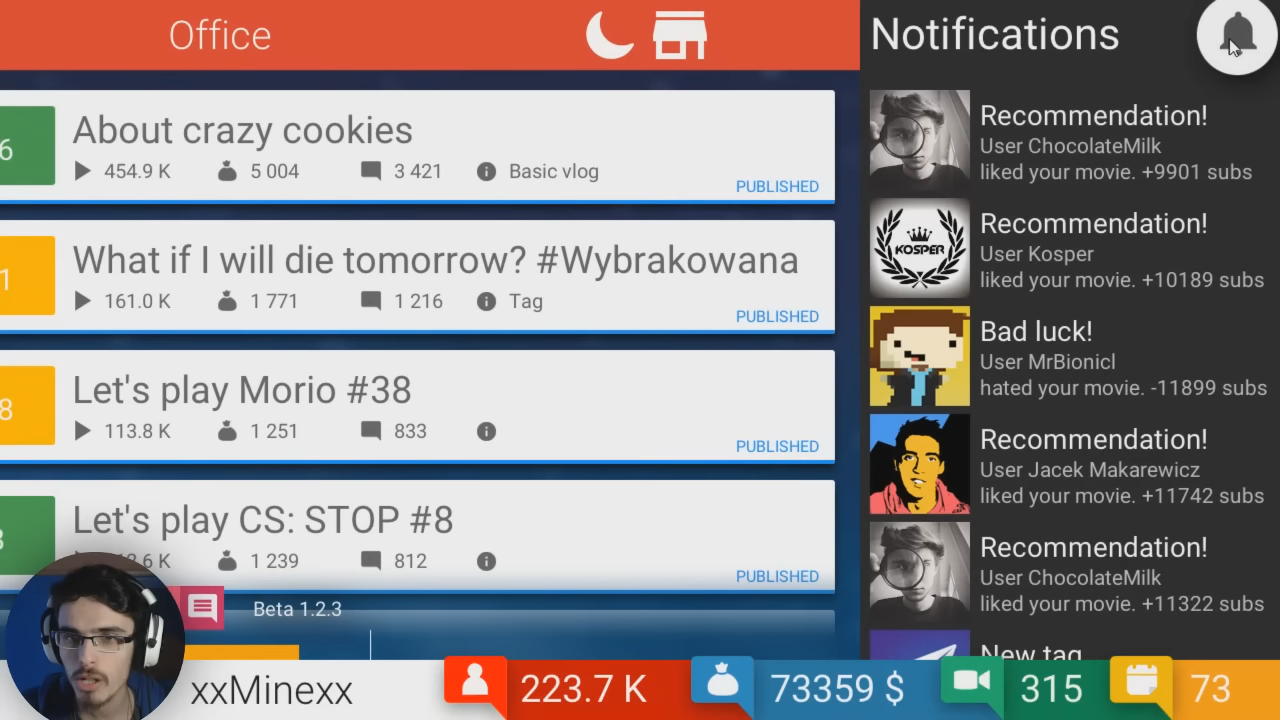 Office
Notifications
6
About crazy cookies
454.9 K 5 004 3 421 Basic vlog
PUBLISHED
1
What if I will die tomorrow? #Wybrakowana
161.0 K 1 771 1 216 Tag
PUBLISHED
8
Let's play Morio #38
113.8 K 1 251 833
PUBLISHED
Let's play CS: STOP #8
1 239 812
PUBLISHED
Beta 1.2.3
xxMinexx
223.7 K
73359 $
315
73
Recommendation!
User ChocolateMilk
liked your movie. +9901 subs
KOSPER
Recommendation!
User Kosper
liked your movie. +10189 subs
Bad luck!
User MrBionicl
hated your movie. -11899 subs
Recommendation!
User Jacek Makarewicz
liked your movie. +11742 subs
Recommendation!
User ChocolateMilk
liked your movie. +11322 subs
New tag